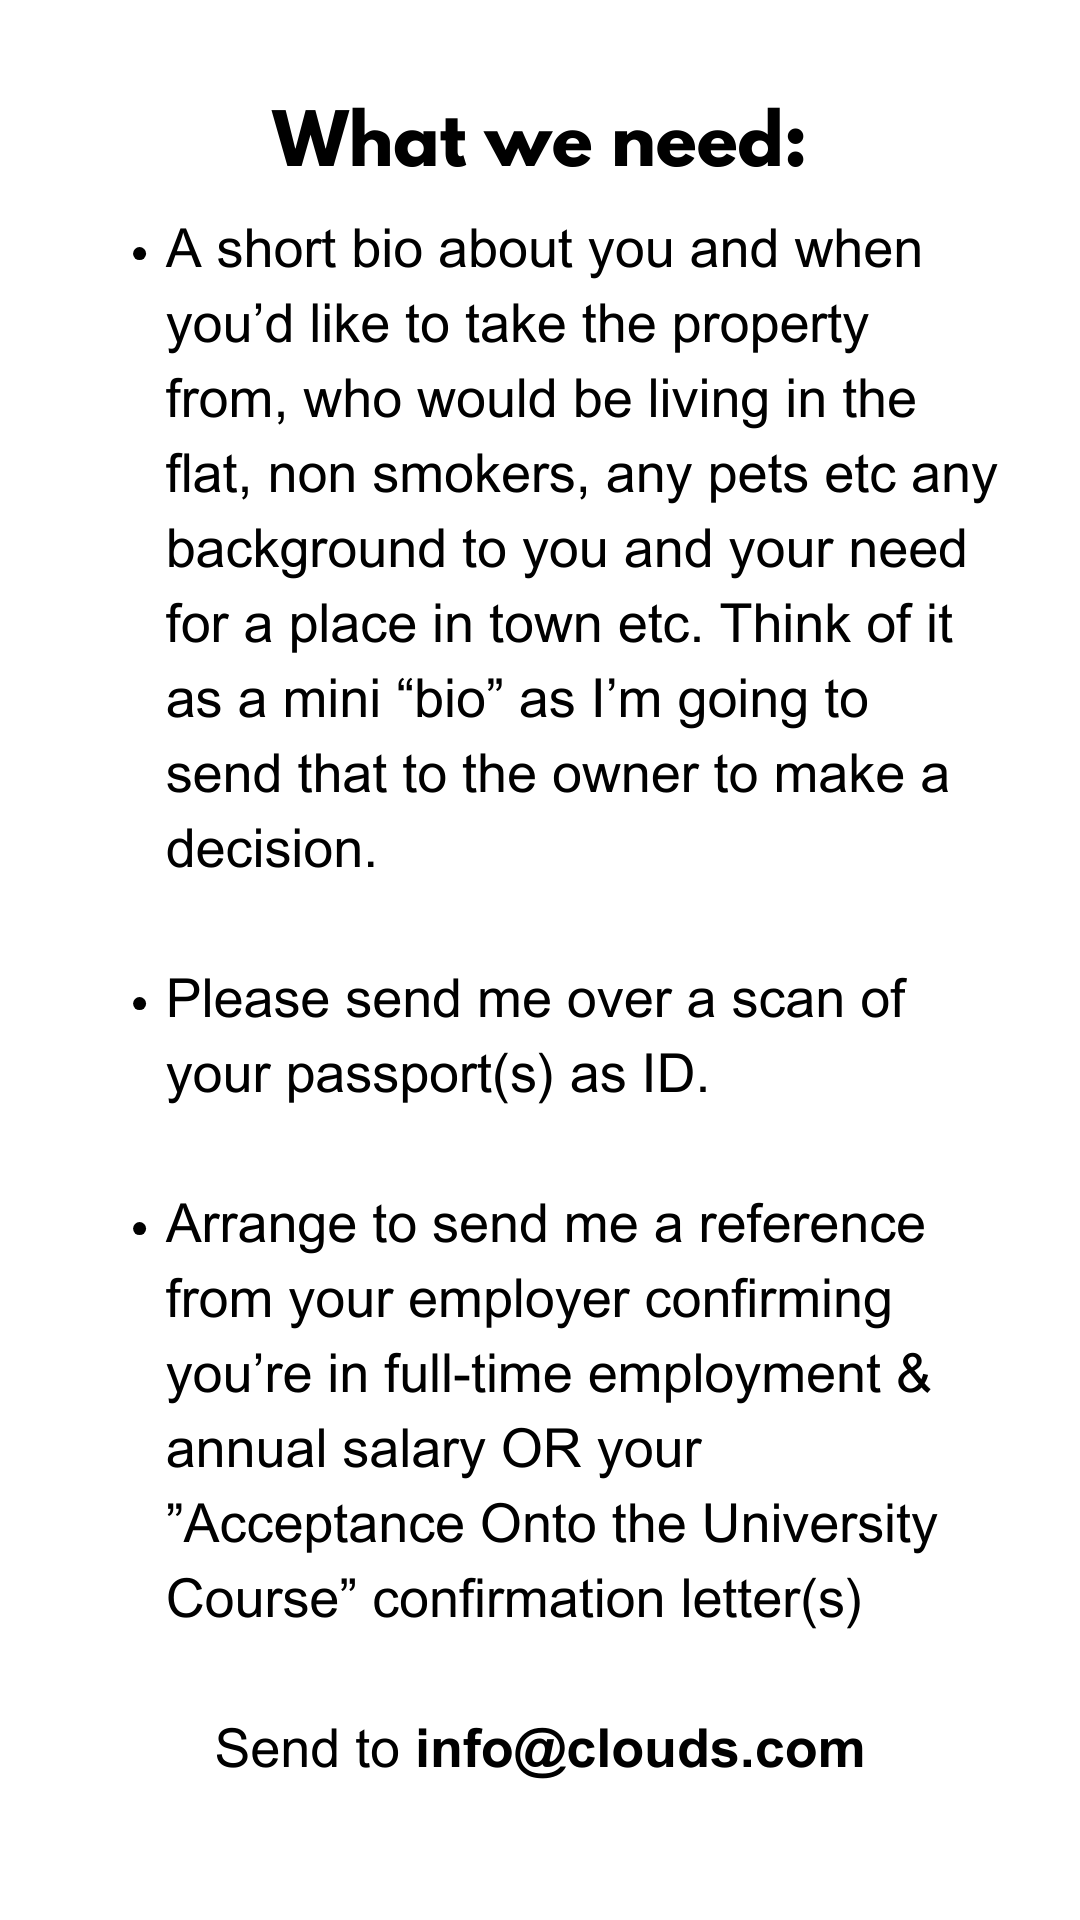 What we need:
• A short bio about you and when
you’d like to take the property
from, who would be living in the
flat, non smokers, any pets etc any
background to you and your need
for a place in town etc. Think of it
as a mini “bio” as I’m going to
send that to the owner to make a
decision.
• Please send me over a scan of
your passport(s) as ID.
• Arrange to send me a reference
from your employer confirming
you’re in full-time employment &
annual salary OR your
”Acceptance Onto the University
Course” confirmation letter(s)
Send to info@clouds.com